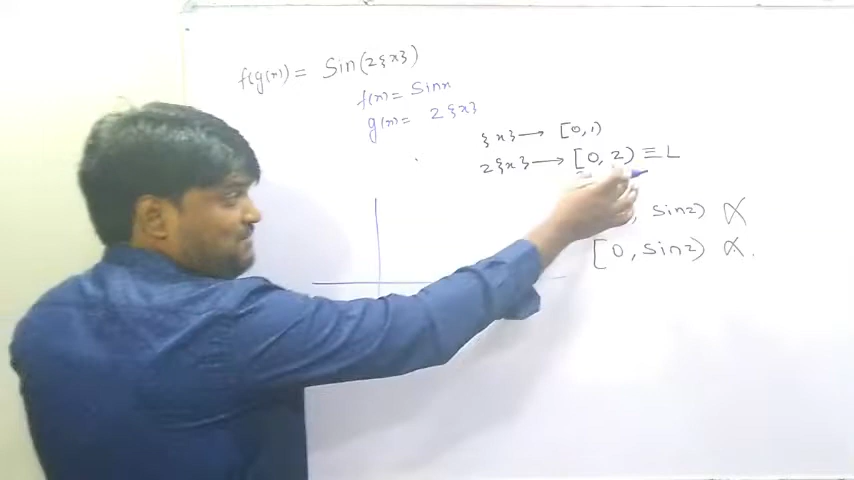 f(g(x)) = Sin(2{x})
f(x) = Sinx
g(x) = 2{x}
{x} → [0,1)
2{x} → [0,2) ≡ L
, sin2)
[0, sin2)